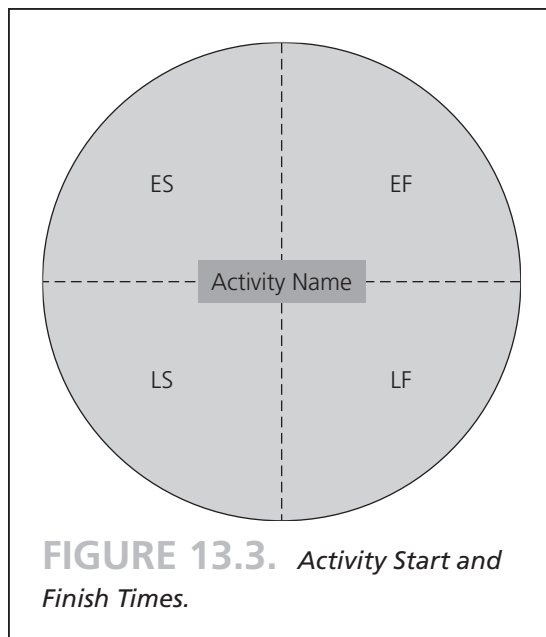 ES EF
Activity Name
LS LF
FIGURE 13.3. Activity Start and
Finish Times.